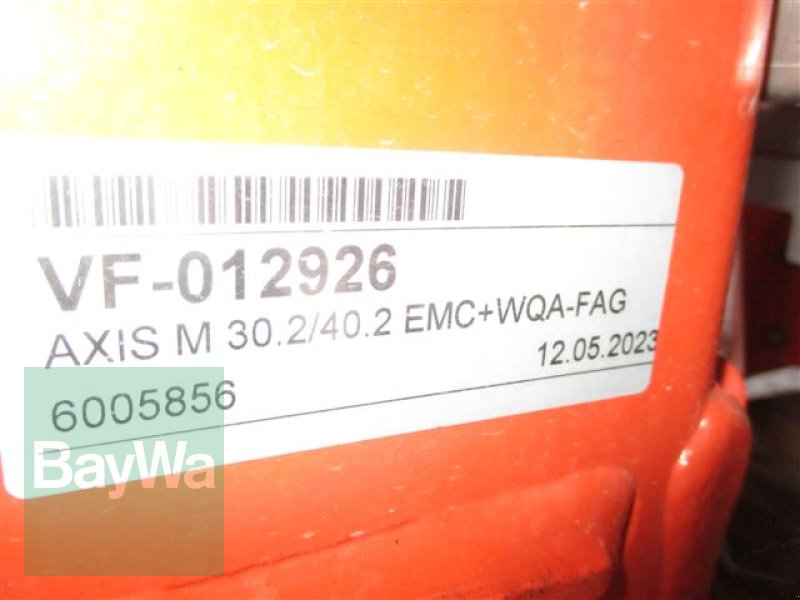 VF-012926
AXIS M 30.2/40.2 EMC+WQA-FAG
12.05.2023
6005856
BayWa